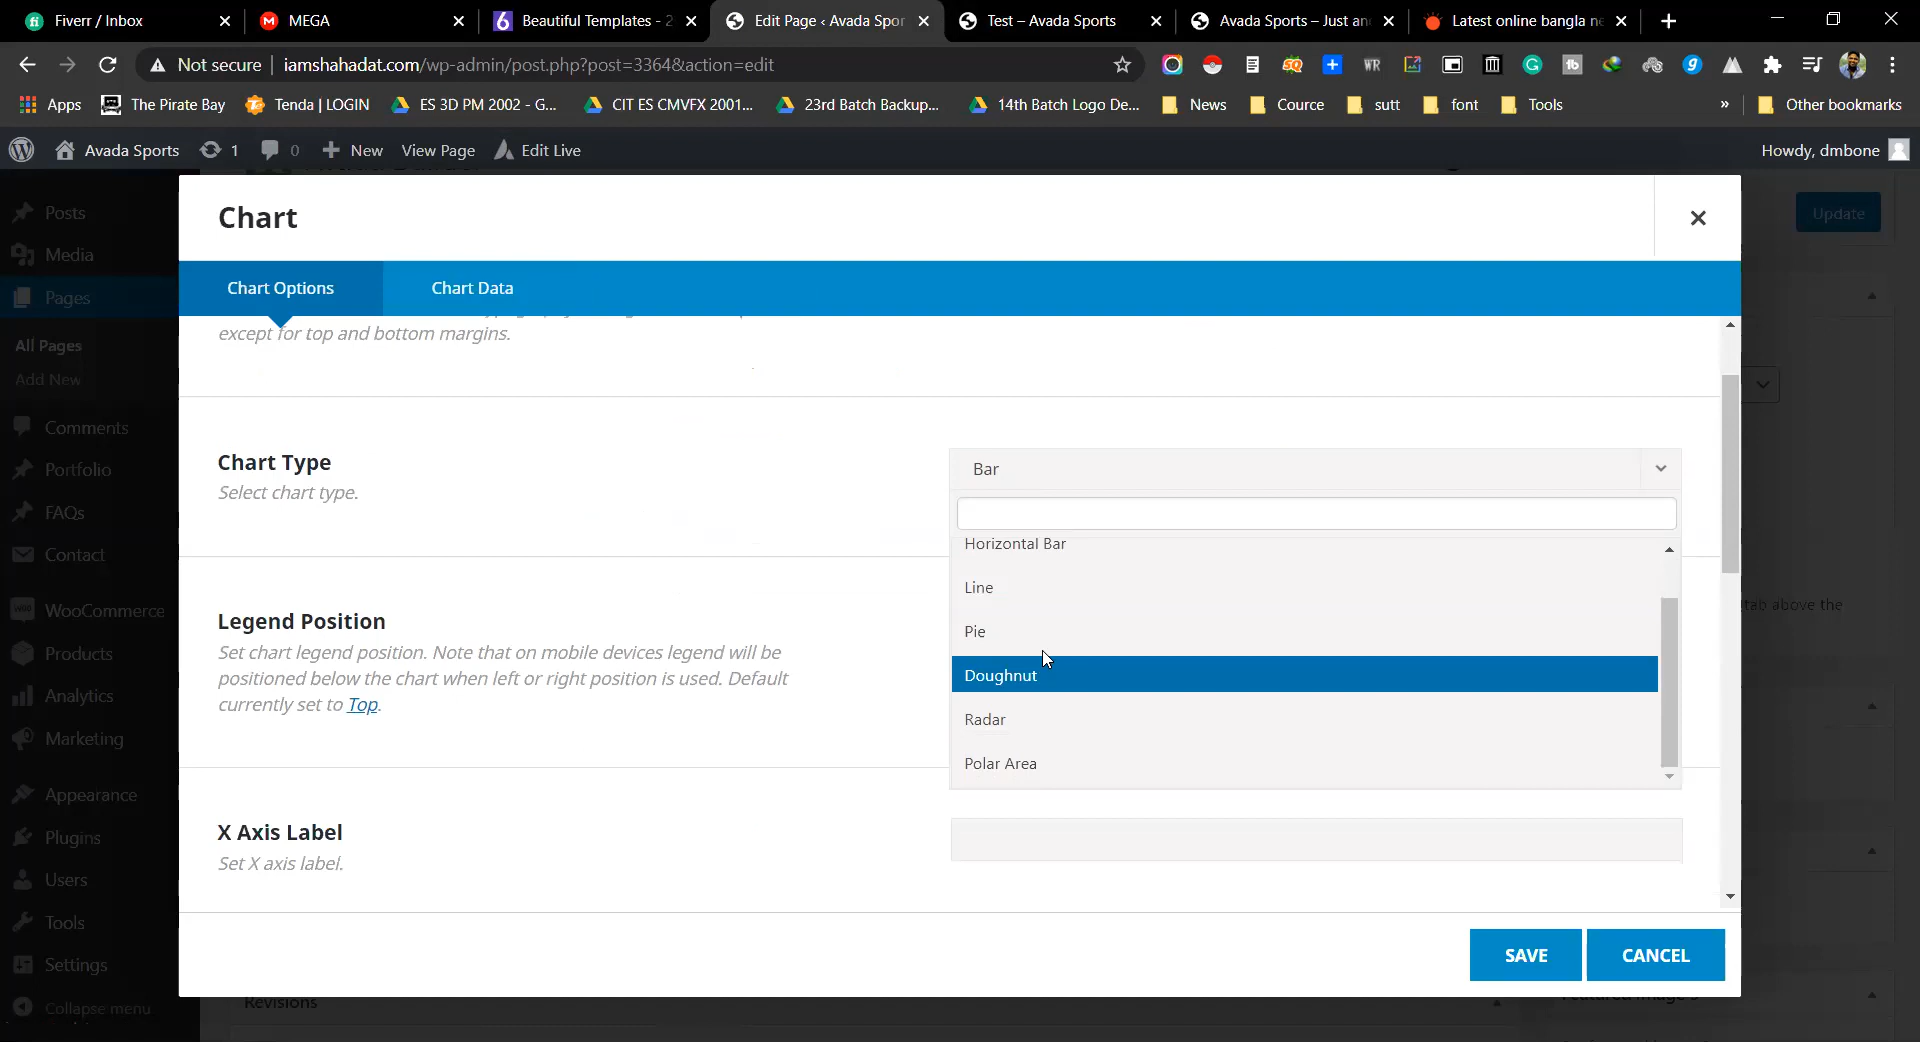 Fiverr / Inbox
MEGA
Beautiful Templates - 2
Edit Page ‹ Avada Spor
Test – Avada Sports
Avada Sports – Just an
Latest online bangla ne
Not secure
iamshahadat.com/wp-admin/post.php?post=3364&action=edit
Apps
The Pirate Bay
Tenda | LOGIN
ES 3D PM 2002 - G...
CIT ES CMVFX 2001...
23rd Batch Backup...
14th Batch Logo De...
News
Cource
sutt
font
Tools
»
Other bookmarks
Avada Sports
1
0
New
View Page
Edit Live
Howdy, dmbone
Posts
Media
Pages
All Pages
Add New
Comments
Portfolio
FAQs
Contact
WooCommerce
Products
Analytics
Marketing
Appearance
Plugins
Users
Tools
Settings
Collapse menu
Update
Chart
Chart Options
Chart Data
except for top and bottom margins.
Chart Type
Select chart type.
Bar
Horizontal Bar
Line
Pie
Doughnut
Radar
Polar Area
Legend Position
Set chart legend position. Note that on mobile devices legend will be
positioned below the chart when left or right position is used. Default
currently set to Top.
X Axis Label
Set X axis label.
SAVE
CANCEL
tab above the
Revisions